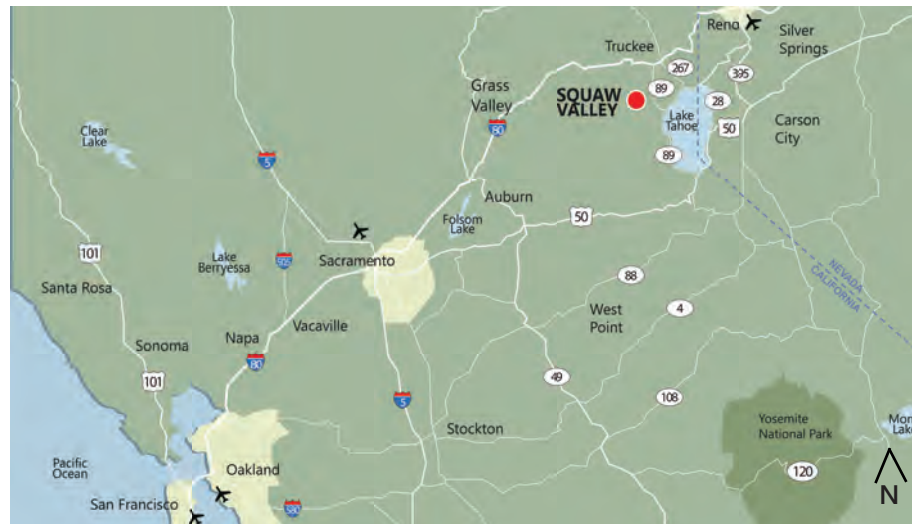 Reno
Silver
Springs
Truckee
267
395
Grass
Valley
89
SQUAW
VALLEY
28
Lake
Tahoe
50
Carson
City
80
Clear
Lake
5
89
Auburn
Folsom
Lake
50
101
Lake
Berryessa
505
Sacramento
88
NEVADA
CALIFORNIA
Santa Rosa
Vacaville
West
Point
4
Napa
Sonoma
80
101
49
5
108
Stockton
Yosemite
National Park
Lake
Pacific
Ocean
Oakland
120
San Francisco
580
N